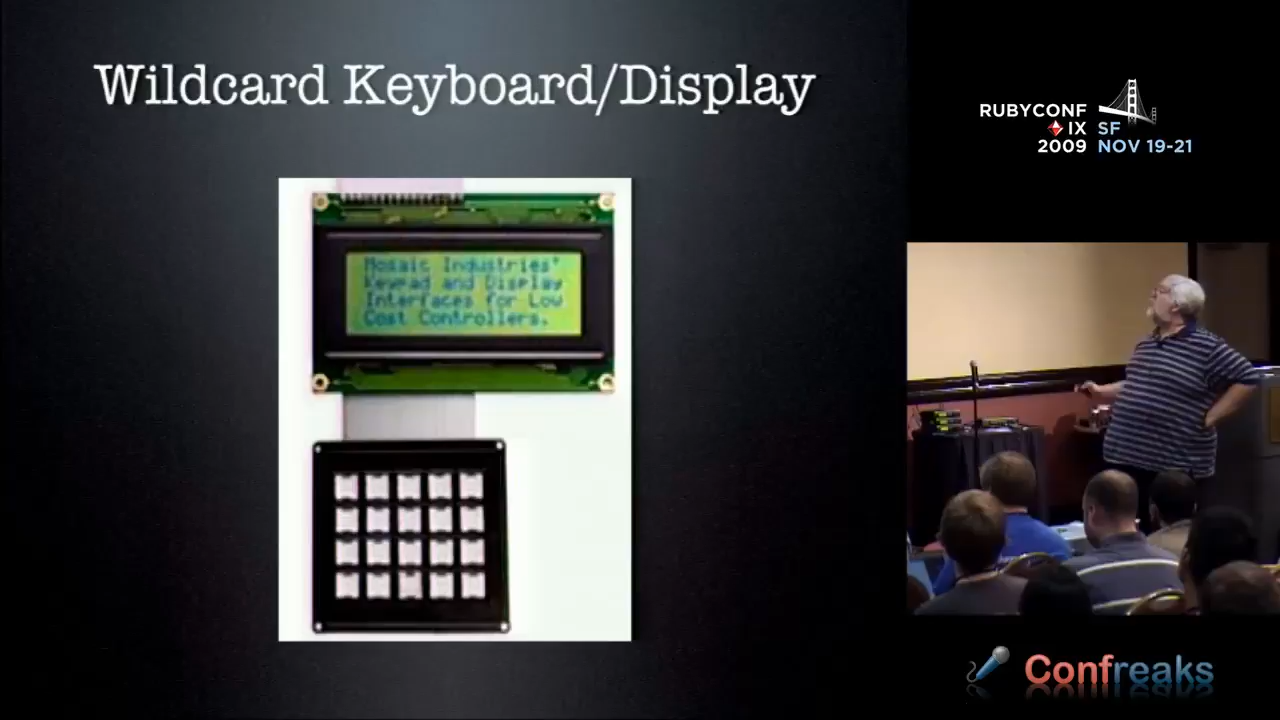 Wildcard Keyboard/Display
Mosaic Industries'
Keypad and Display
Interfaces for Low
Cost Controllers.
RUBYCONF
IX SF
2009 NOV 19-21
Confreaks